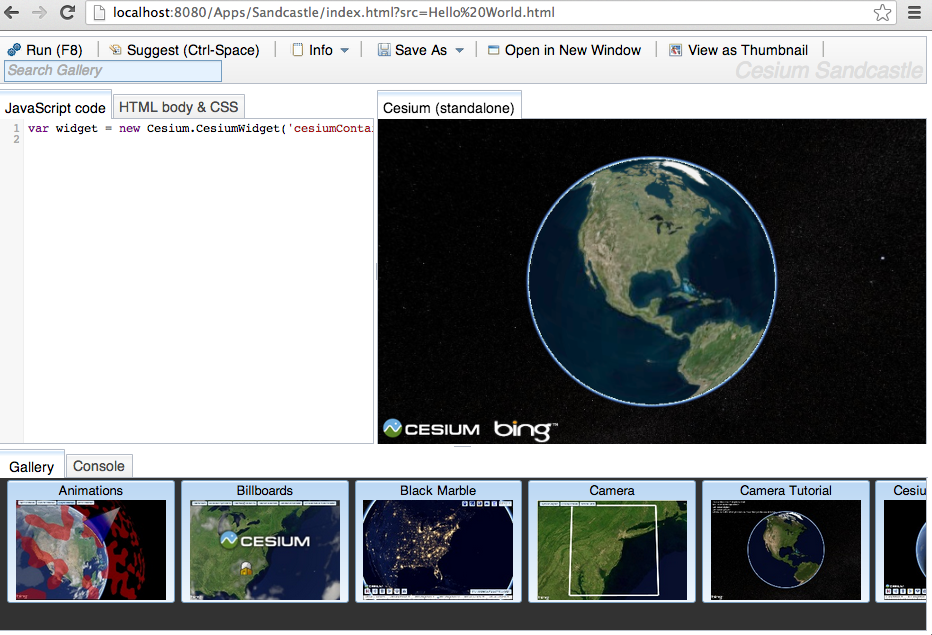 localhost:8080/Apps/Sandcastle/index.html?src=Hello%20World.html
Run (F8) Suggest (Ctrl-Space) Info Save As Open in New Window View as Thumbnail
Search Gallery
Cesium Sandcastle
JavaScript code HTML body & CSS Cesium (standalone)
1 var widget = new Cesium.CesiumWidget('cesiumConta
2
CESIUM bing™
Gallery Console
Animations Billboards Black Marble Camera Camera Tutorial Cesiu
CESIUM